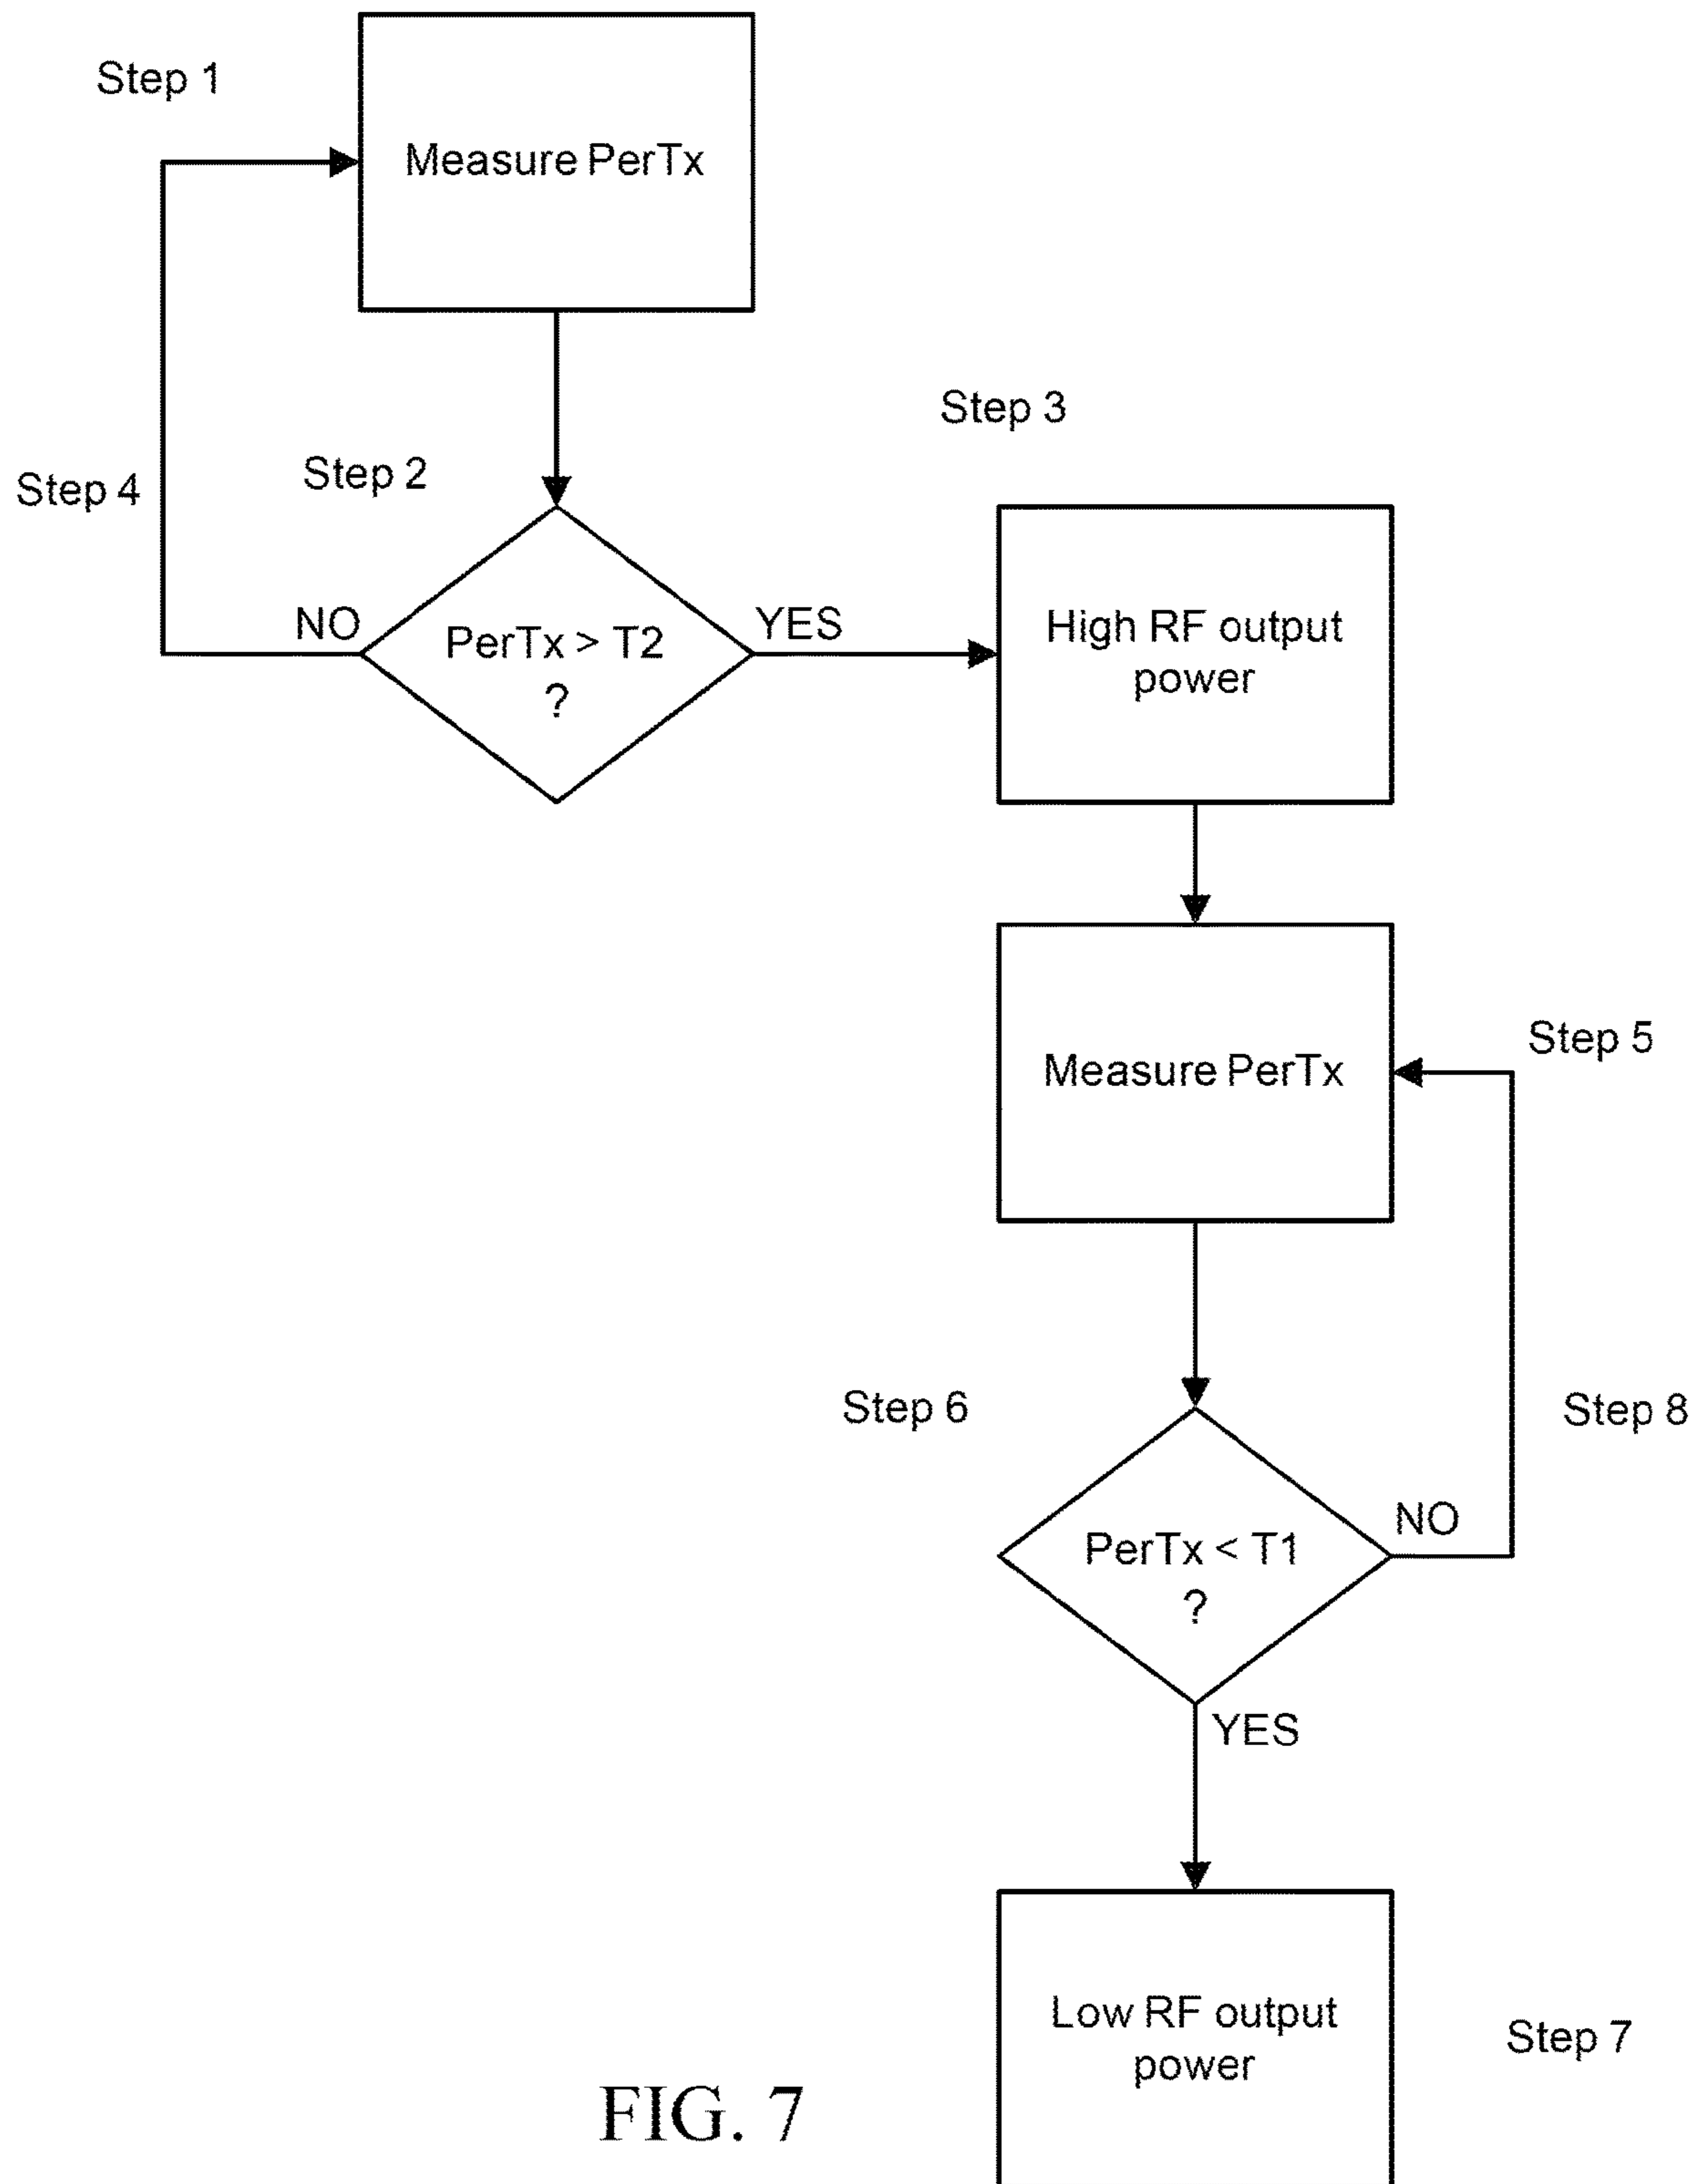 Step 1
Measure PerTx
Step 3
Step 4
Step 2
NO
PerTx > T2
?
YES
High RF output
power
Step 5
Measure PerTx
Step 6
Step 8
PerTx < T1
?
NO
YES
Low RF output
power
Step 7
FIG. 7